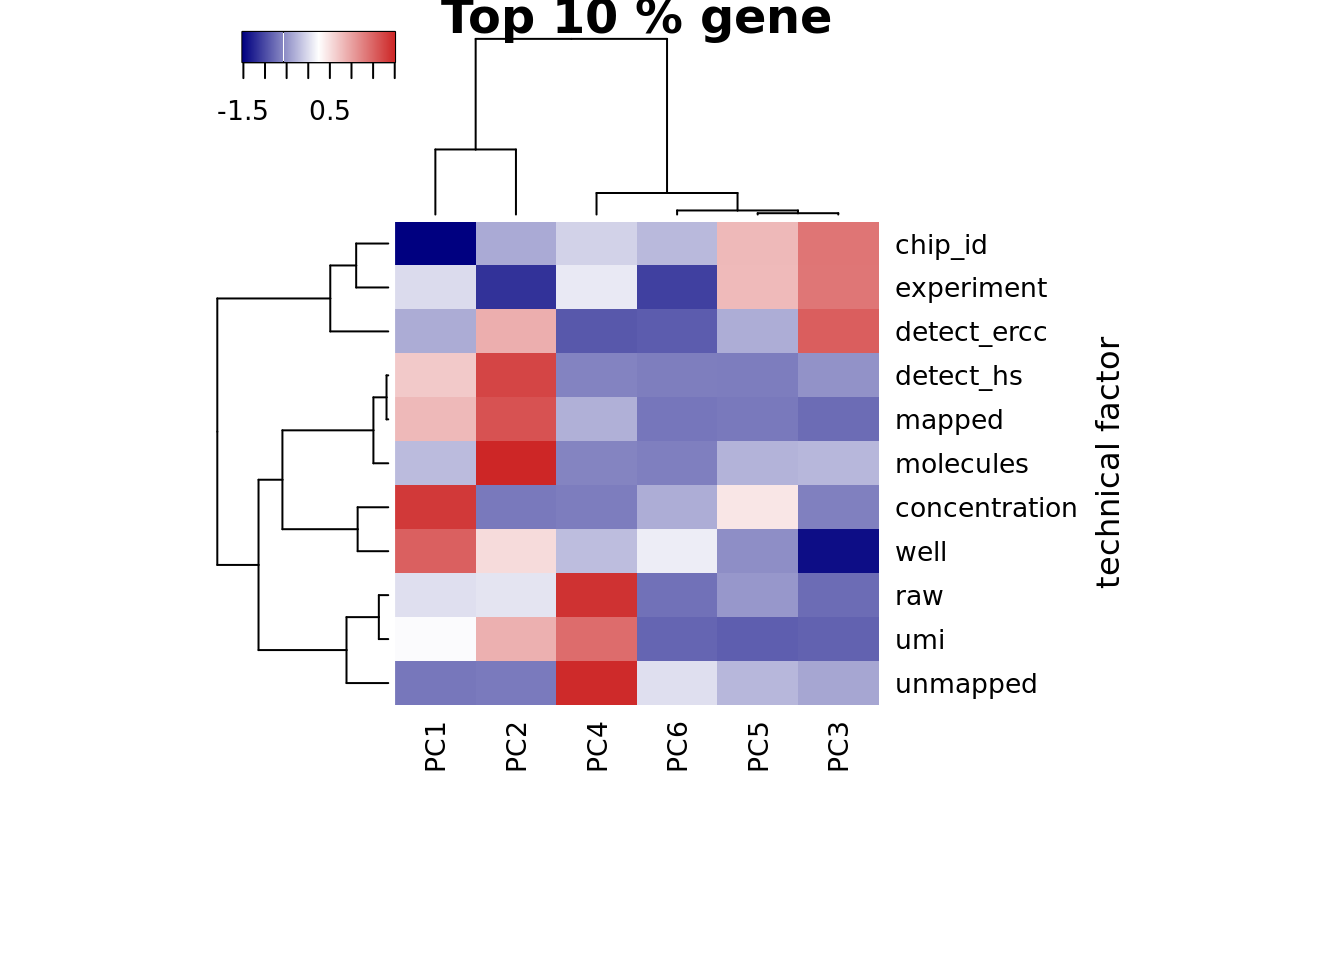 Top 10 % gene
-1.5 0.5
chip_id
experiment
detect_ercc
detect_hs
mapped
molecules
concentration
well
raw
umi
unmapped
technical factor
PC1 PC2 PC4 PC6 PC5 PC3